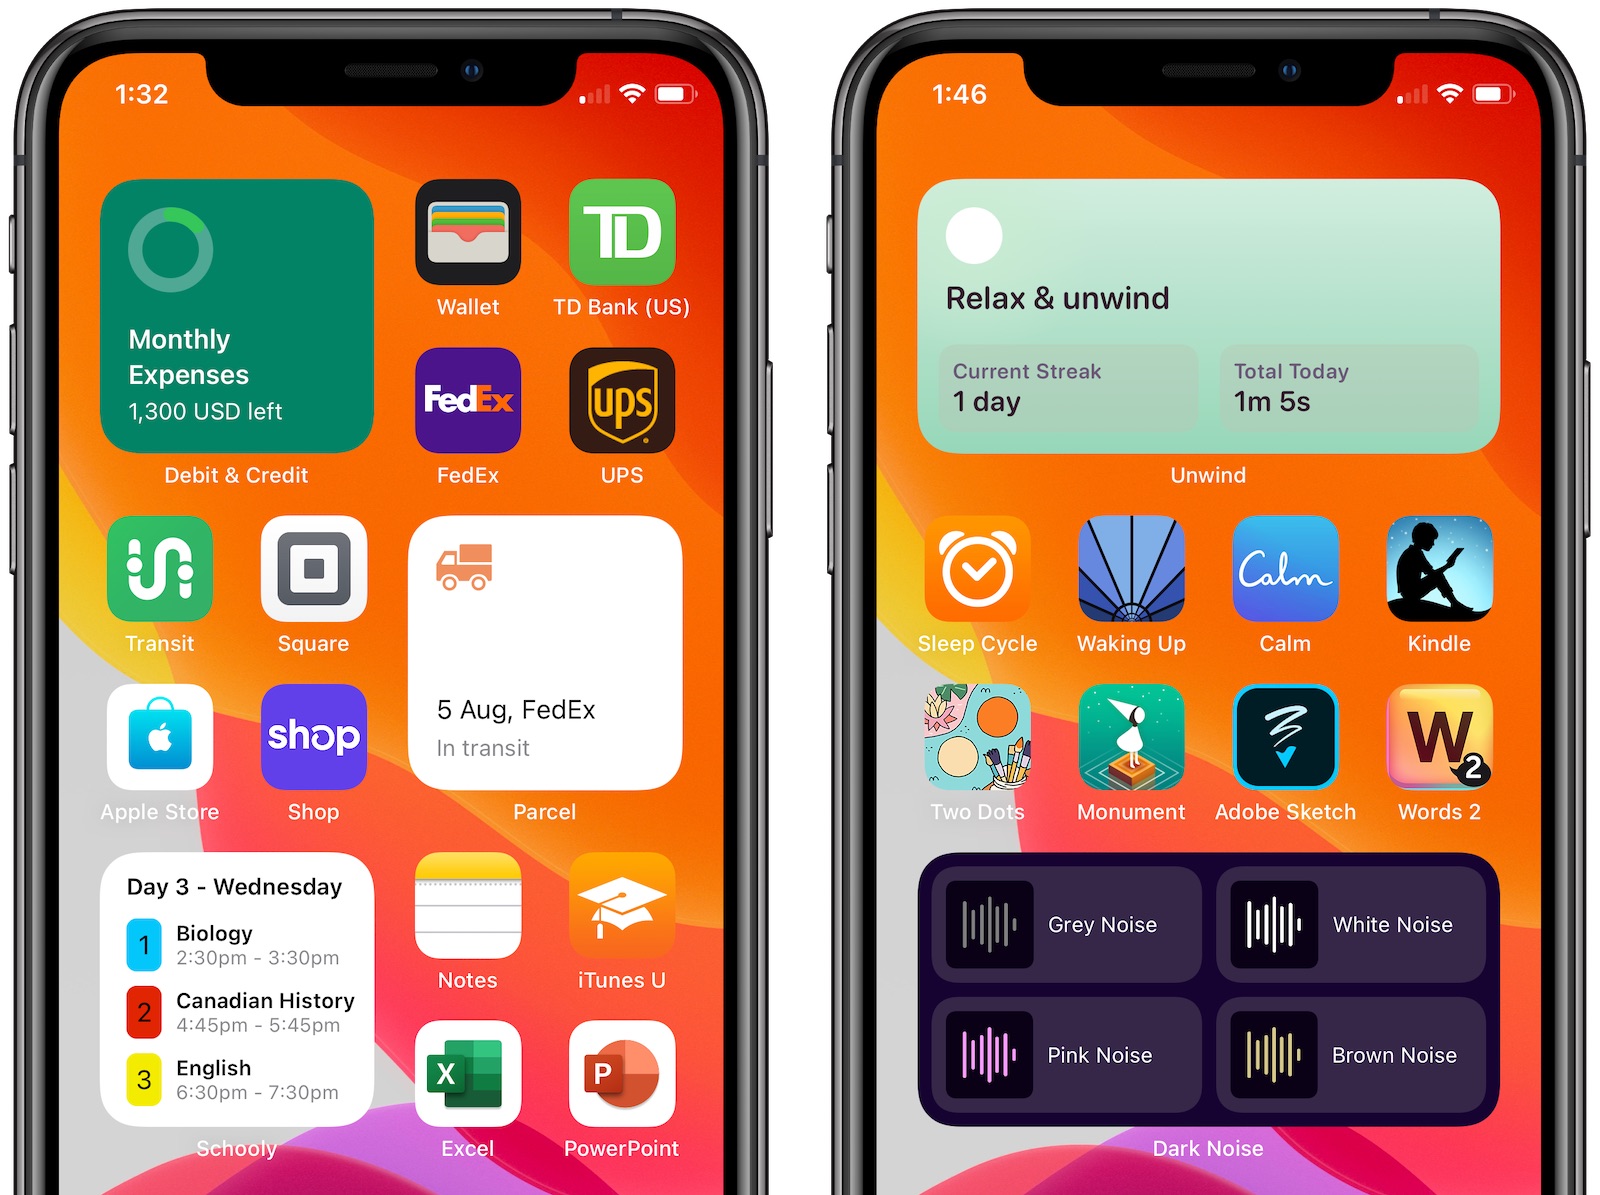 1:32
Monthly
Expenses
1,300 USD left
Debit & Credit
Wallet
TD
TD Bank (US)
FedEx
FedEx
ups
UPS
Transit
Square
Apple Store
shop
Shop
5 Aug, FedEx
In transit
Parcel
Day 3 - Wednesday
1
Biology
2:30pm - 3:30pm
2
Canadian History
4:45pm - 5:45pm
3
English
6:30pm - 7:30pm
Schooly
Notes
iTunes U
X
Excel
P
PowerPoint
1:46
Relax & unwind
Current Streak
1 day
Total Today
1m 5s
Unwind
Sleep Cycle
Waking Up
Calm
Calm
Kindle
Two Dots
Monument
Adobe Sketch
W
2
Words 2
Grey Noise
White Noise
Pink Noise
Brown Noise
Dark Noise